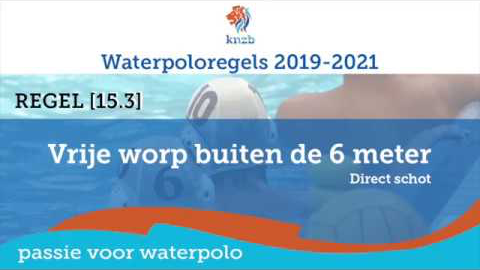 knzb
Waterpoloregels 2019-2021
REGEL [15.3]
Vrije worp buiten de 6 meter
Direct schot
passie voor waterpolo